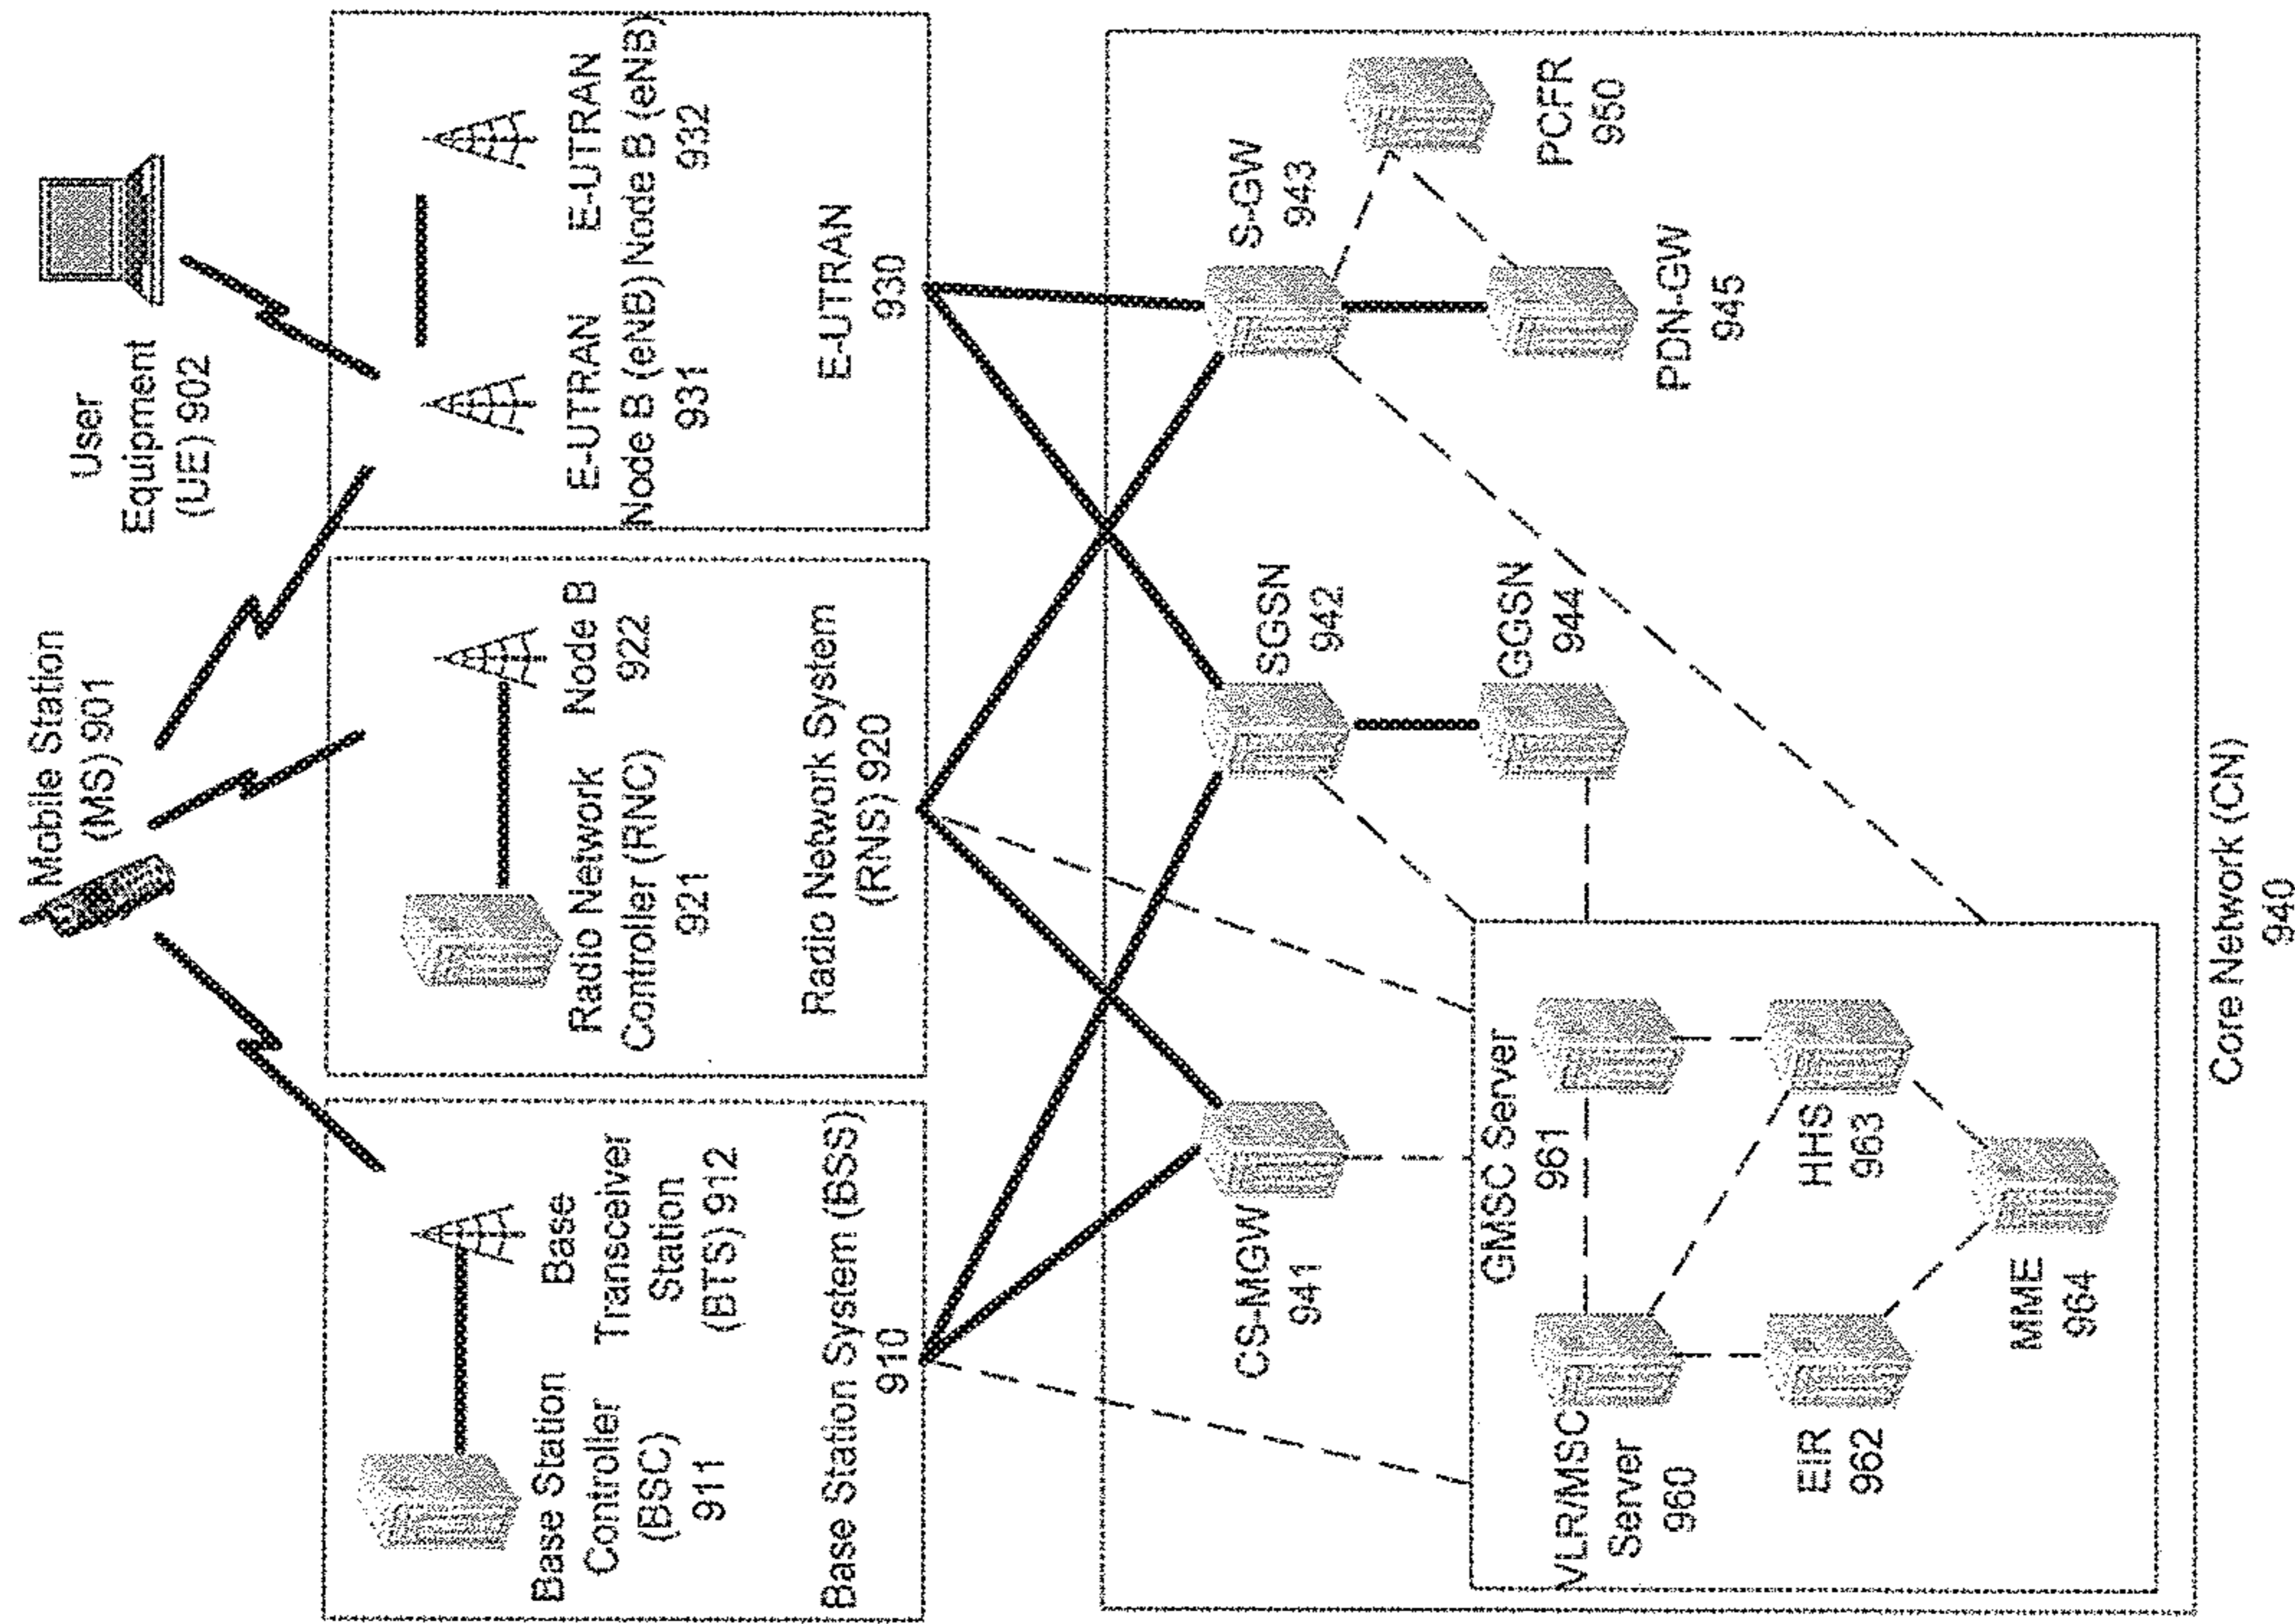 Mobile Station
(MS) 901
User
Equipment
(UE) 902
Base Station
Controller
(BSC)
911
Base
Transceiver
Station
(BTS) 912
Base Station System (BSS)
910
Radio Network
Controller (RNC)
921
Node B
922
Radio Network System
(RNS) 920
E-UTRAN
Node B (eNB)
931
E-UTRAN
Node B (eNB)
932
E-UTRAN
930
CS-MGW
941
SGSN
942
S-GW
943
GGSN
944
PDN-GW
945
PCFR
950
VLR/MSC
Server
960
GMSC Server
961
EIR
962
HHS
963
MME
964
Core Network (CN)
940